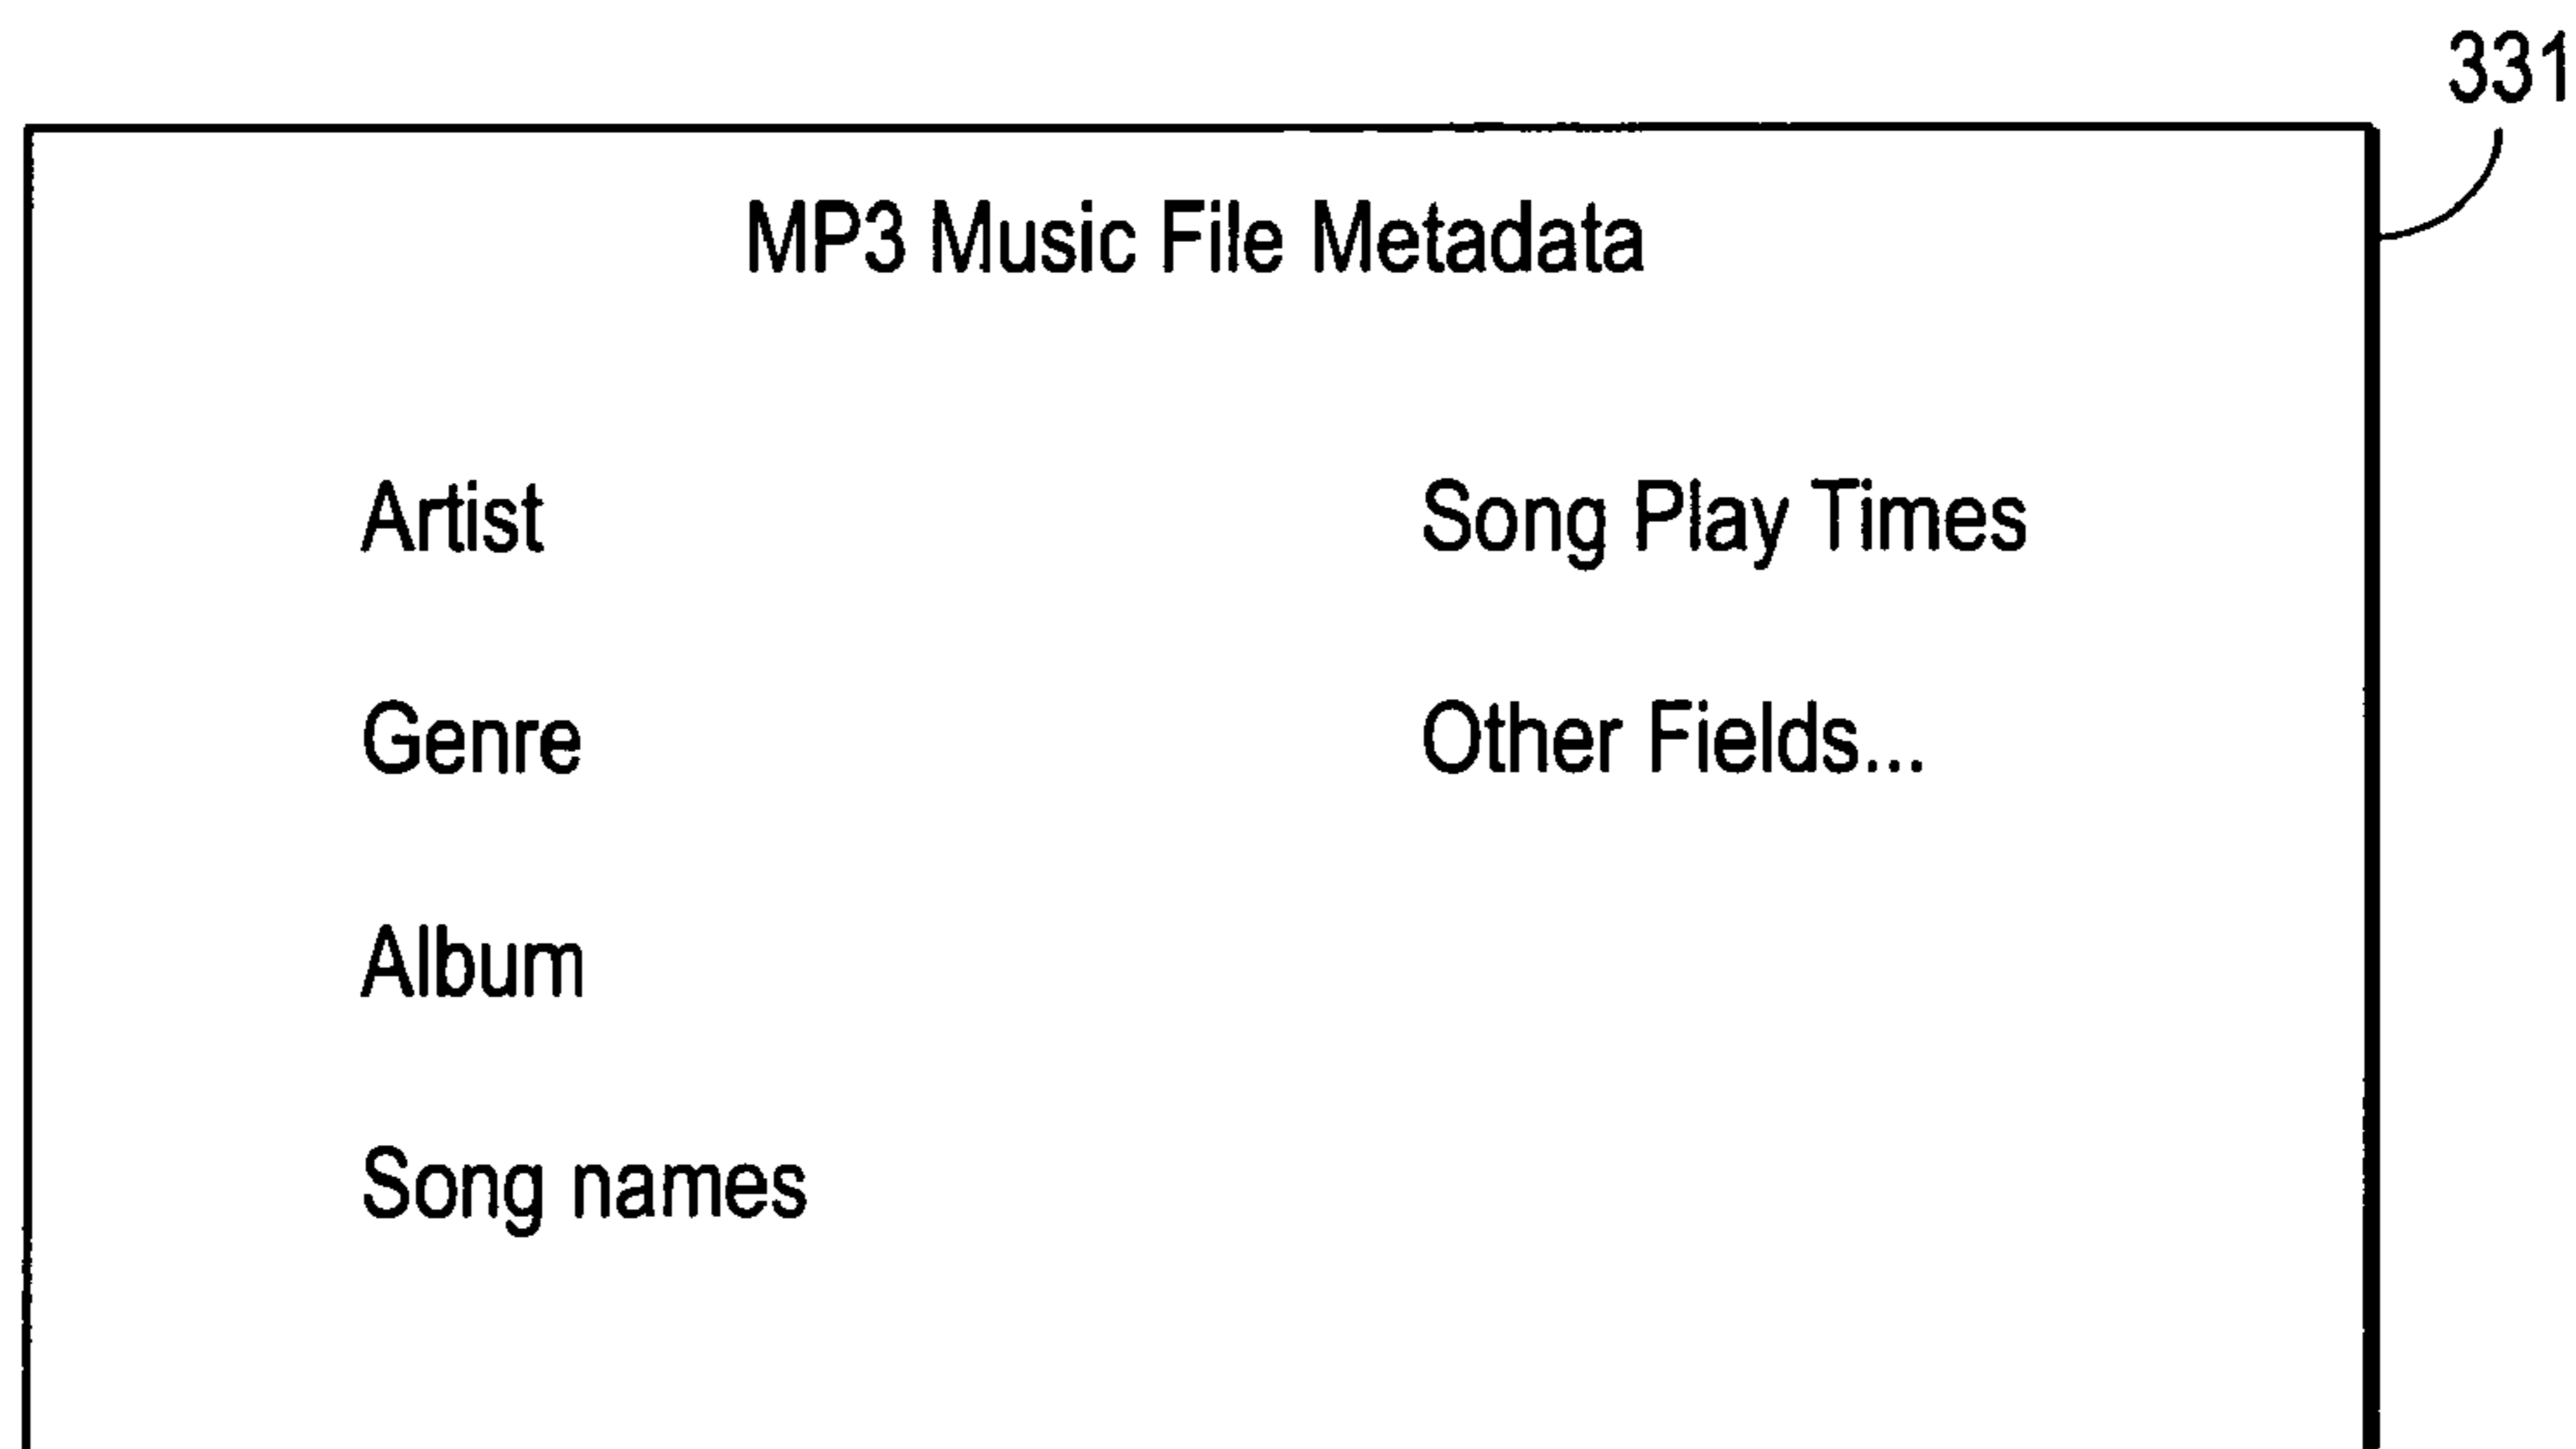 331
MP3 Music File Metadata
Artist
Genre
Album
Song names
Song Play Times
Other Fields...